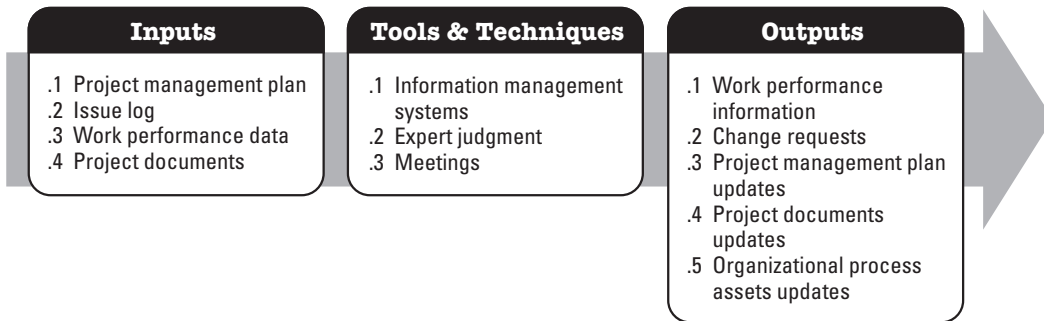 Inputs
.1 Project management plan
.2 Issue log
.3 Work performance data
.4 Project documents
Tools & Techniques
.1 Information management
systems
.2 Expert judgment
.3 Meetings
Outputs
.1 Work performance
information
.2 Change requests
.3 Project management plan
updates
.4 Project documents
updates
.5 Organizational process
assets updates